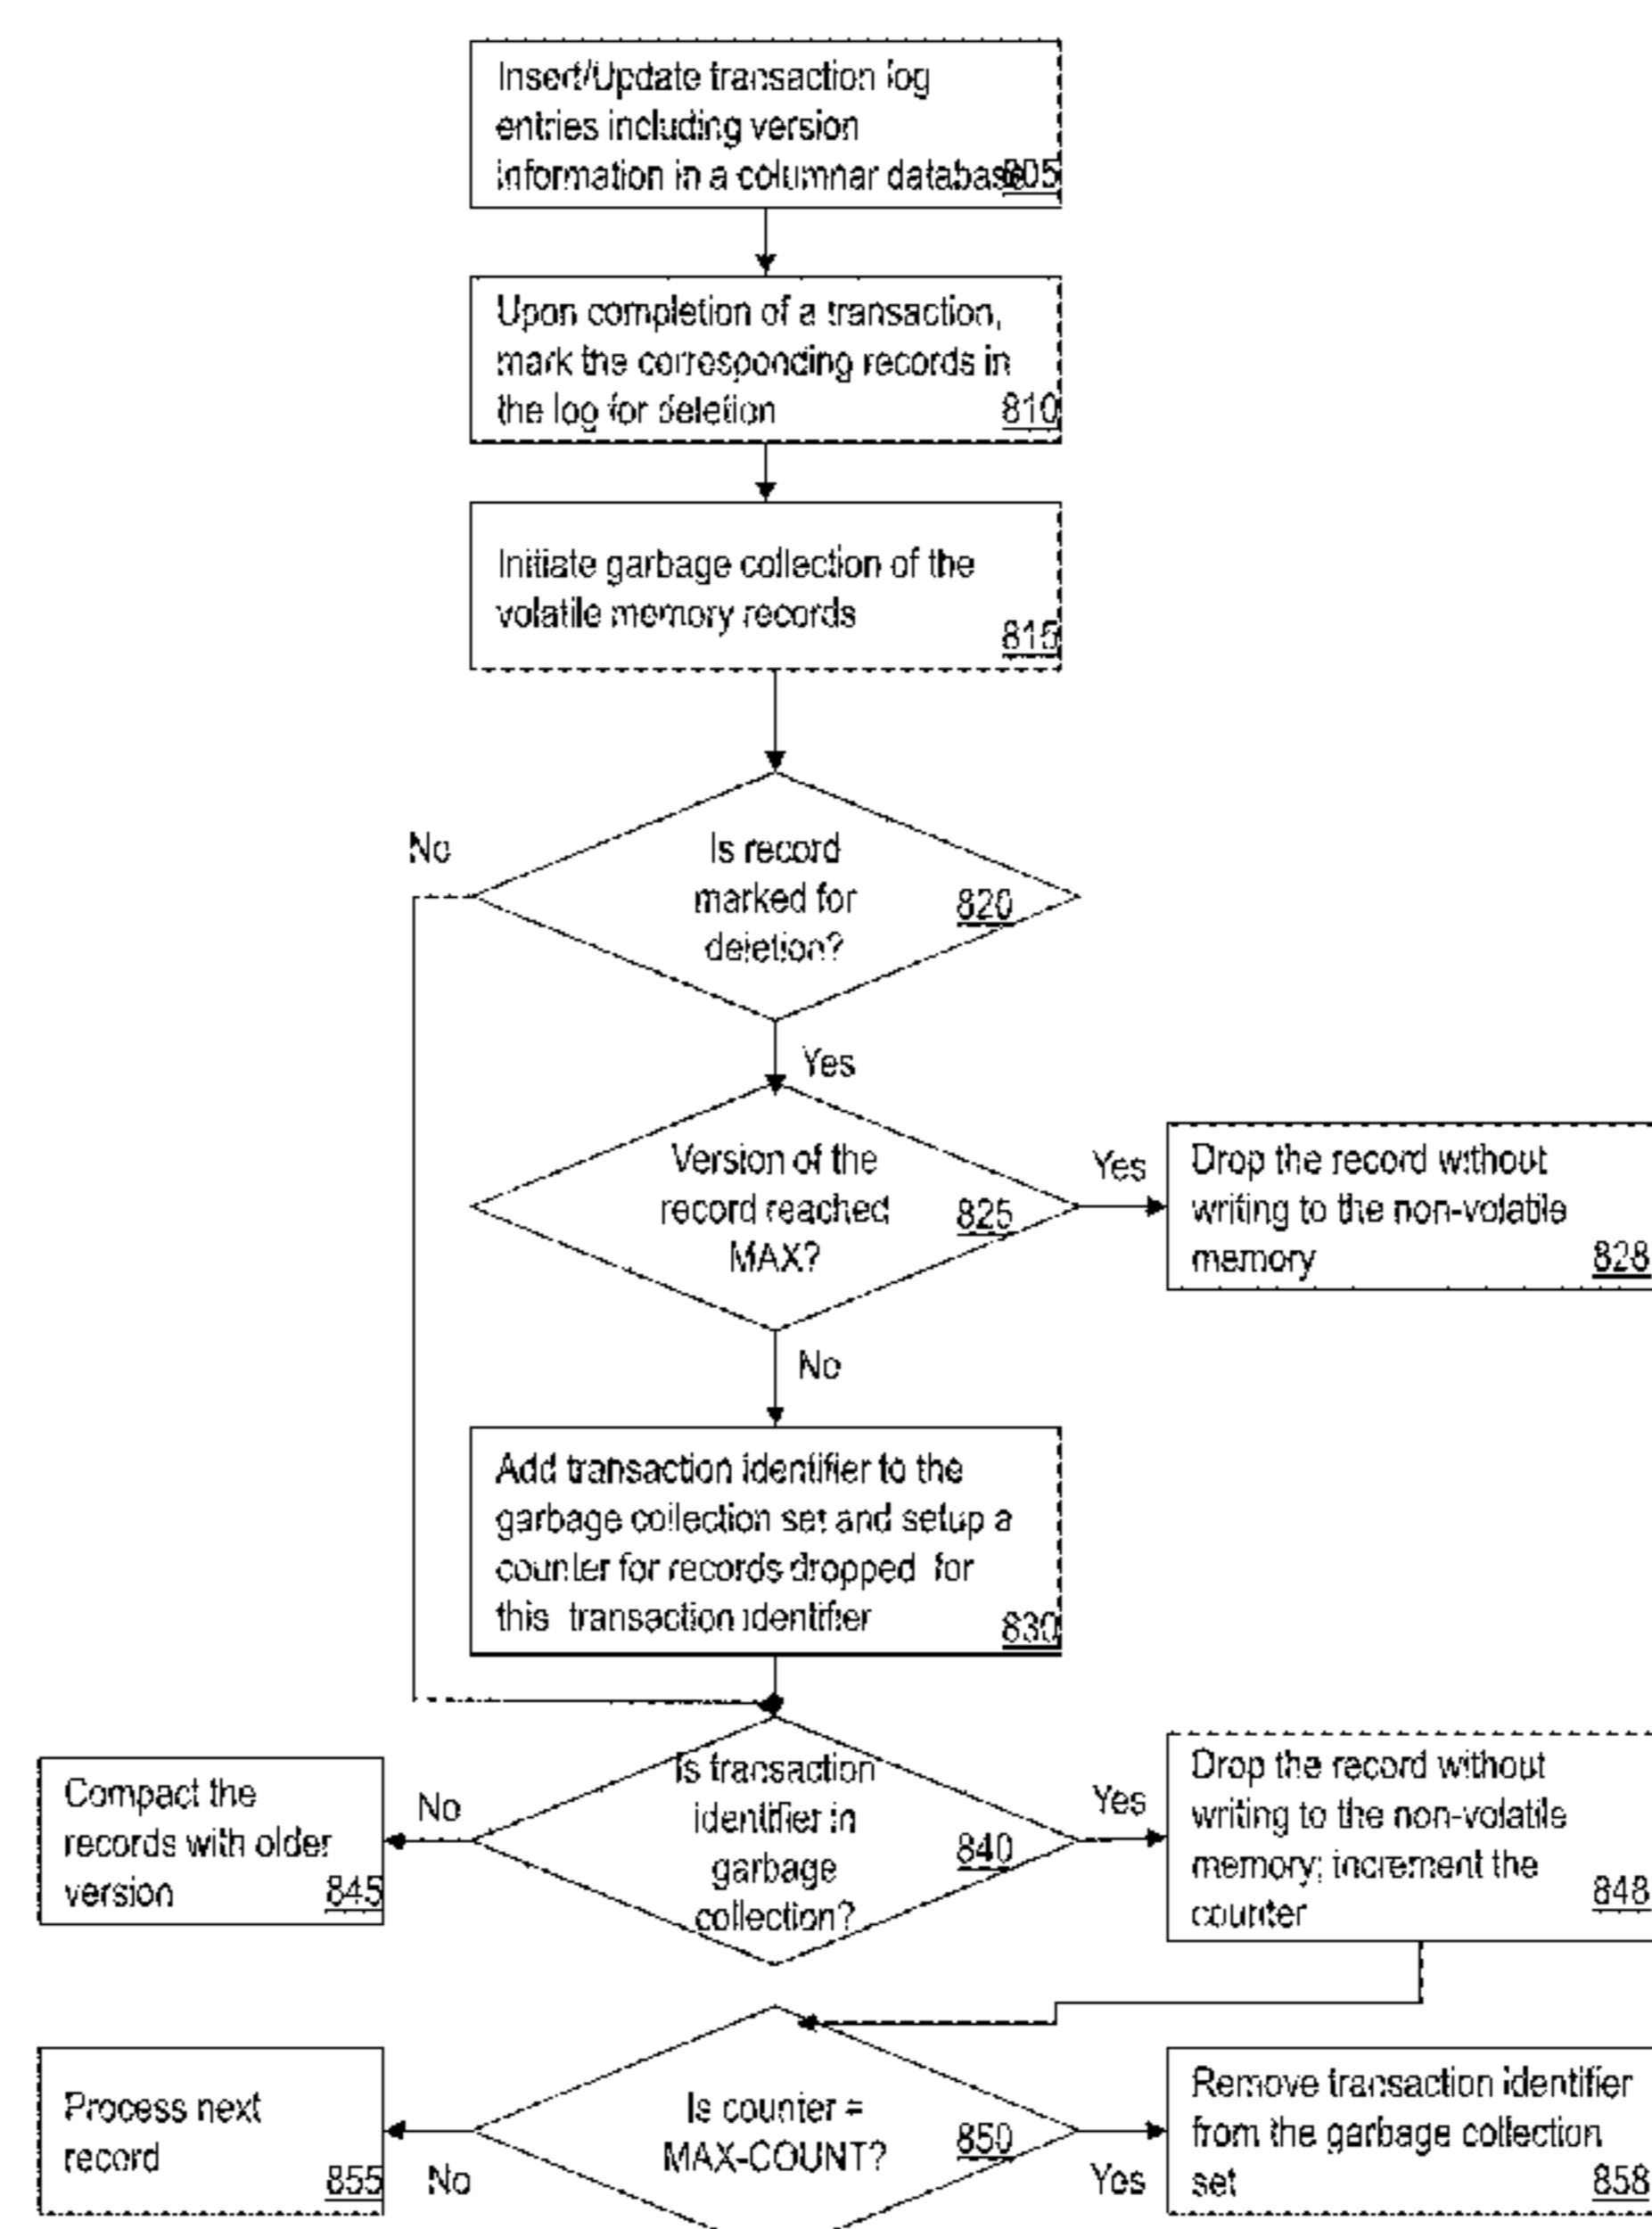 Insert/Update transaction log
entries including version
information in a columnar database
805
Upon completion of a transaction,
mark the corresponding records in
the log for deletion
810
Initiate garbage collection of the
volatile memory records
815
No
Is record
marked for
deletion?
820
Yes
Version of the
record reached
MAX?
825
Yes
Drop the record without
writing to the non-volatile
memory
828
No
Add transaction identifier to the
garbage collection set and setup a
counter for records dropped for
this transaction identifier
830
Is transaction
identifier in
garbage
collection?
840
No
Compact the
records with older
version
845
Yes
Drop the record without
writing to the non-volatile
memory; increment the
counter
848
Is counter =
MAX-COUNT?
850
No
Process next
record
855
Yes
Remove transaction identifier
from the garbage collection
set
858